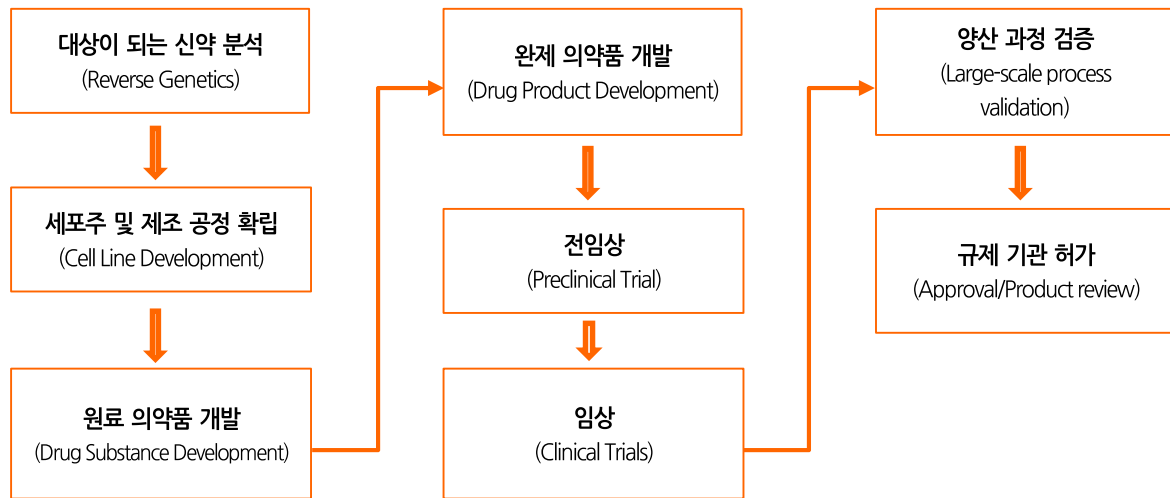 대상이 되는 신약 분석
(Reverse Genetics)
세포주 및 제조 공정 확립
(Cell Line Development)
원료 의약품 개발
(Drug Substance Development)
완제 의약품 개발
(Drug Product Development)
전임상
(Preclinical Trial)
임상
(Clinical Trials)
양산 과정 검증
(Large-scale process
validation)
규제 기관 허가
(Approval/Product review)